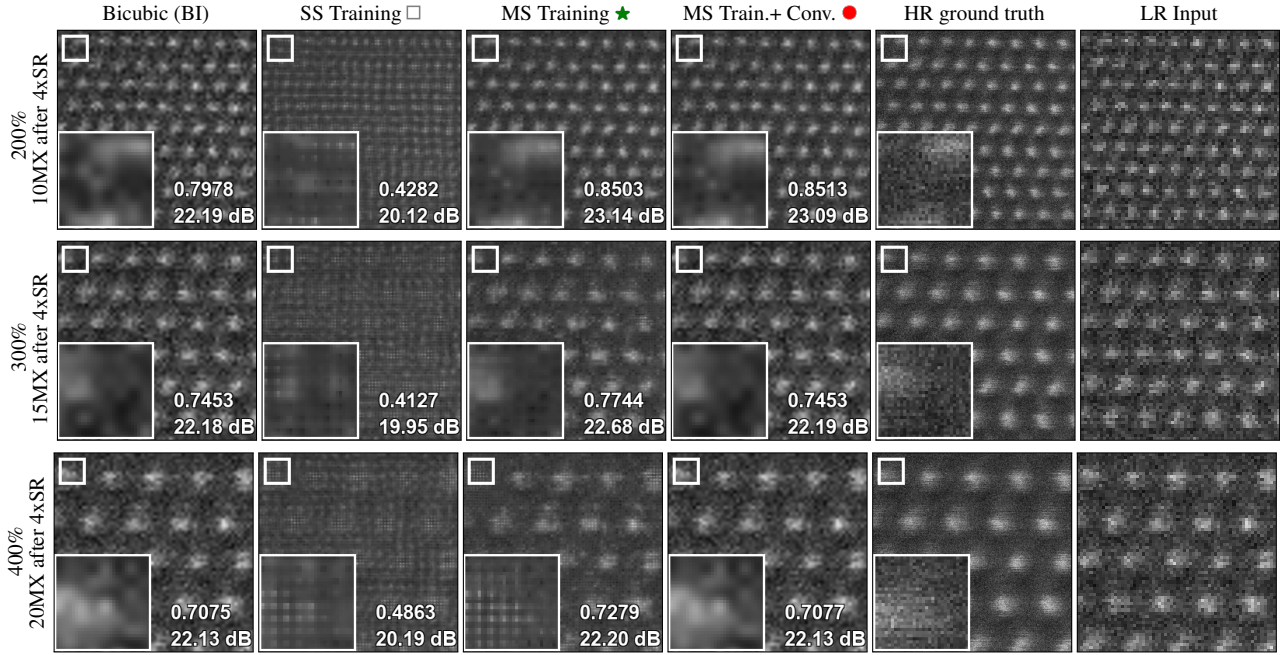 Bicubic (BI)
SS Training □
MS Training ★
MS Train.+ Conv. ●
HR ground truth
LR Input
200%
10MX after 4xSR
0.7978
22.19 dB
0.4282
20.12 dB
0.8503
23.14 dB
0.8513
23.09 dB
300%
15MX after 4xSR
0.7453
22.18 dB
0.4127
19.95 dB
0.7744
22.68 dB
0.7453
22.19 dB
400%
20MX after 4xSR
0.7075
22.13 dB
0.4863
20.19 dB
0.7279
22.20 dB
0.7077
22.13 dB